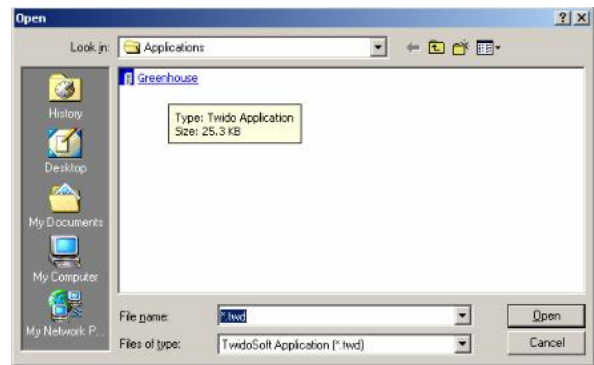 Open
Look in: Applications
Greenhouse
Type: Twido Application
Size: 25.3 KB
History
Desktop
My Documents
My Computer
My Network P...
File name: *.twd
Open
Files of type: TwidoSoft Application (*.twd)
Cancel